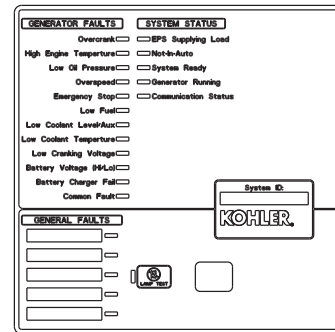 GENERATOR FAULTS
Overcrank
High Engine Temperture
Low Oil Pressure
Overspeed
Emergency Stop
Low Fuel
Low Coolant Level/Aux
Low Coolant Temperture
Low Cranking Voltage
Battery Voltage (Hi/Lo)
Battery Charger Fail
Common Fault
SYSTEM STATUS
EPS Supplying Load
Not-In-Auto
System Ready
Generator Running
Communication Status
System ID:
KOHLER.
GENERAL FAULTS
LAMP TEST